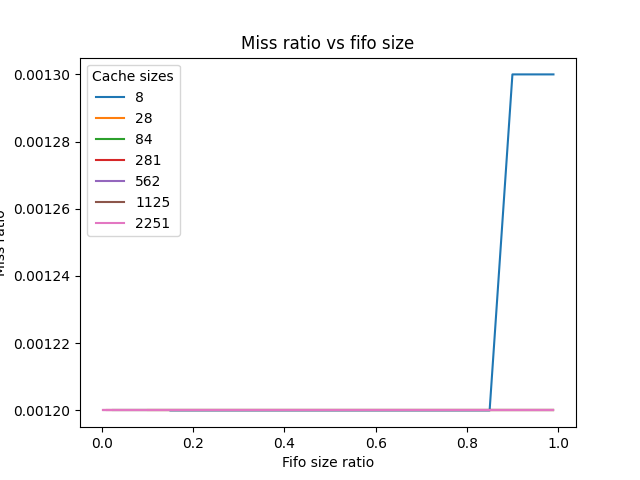 Miss ratio vs fifo size
Cache sizes
8
28
84
281
562
1125
2251
0.00130
0.00128
0.00126
0.00124
0.00122
0.00120
Miss ratio
0.0 0.2 0.4 0.6 0.8 1.0
Fifo size ratio